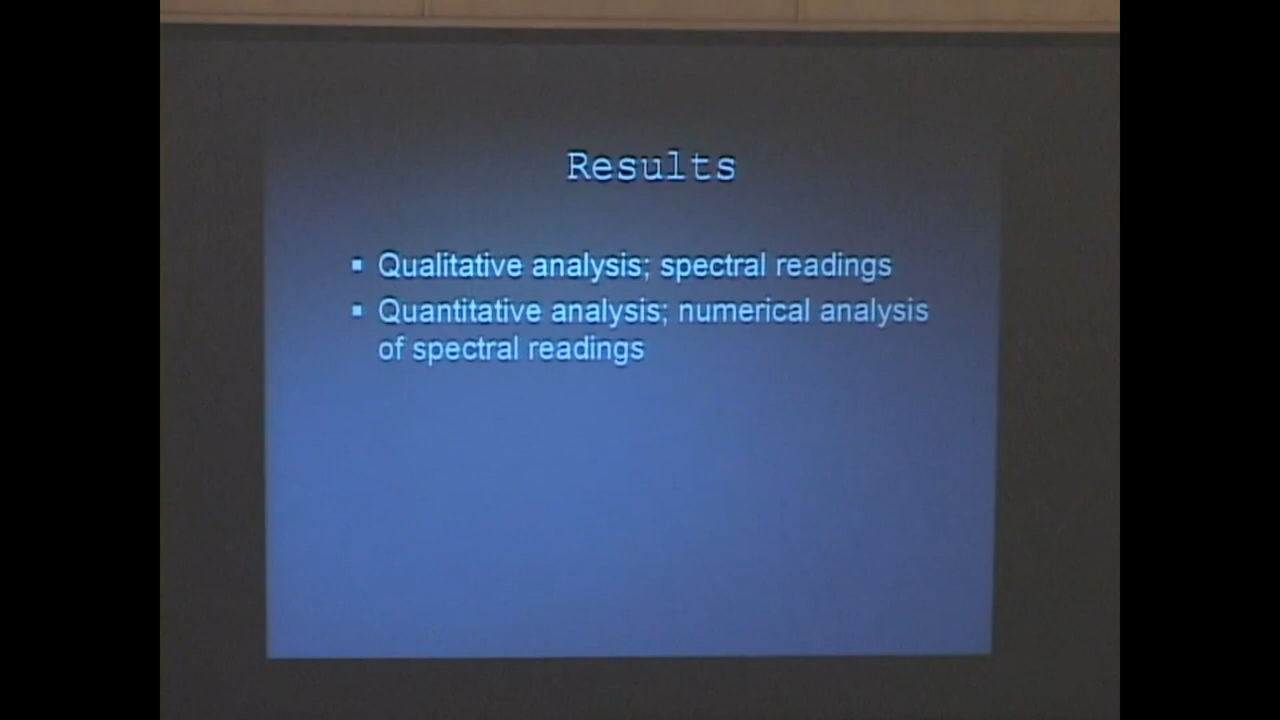 Results
▪ Qualitative analysis; spectral readings
▪ Quantitative analysis; numerical analysis
of spectral readings